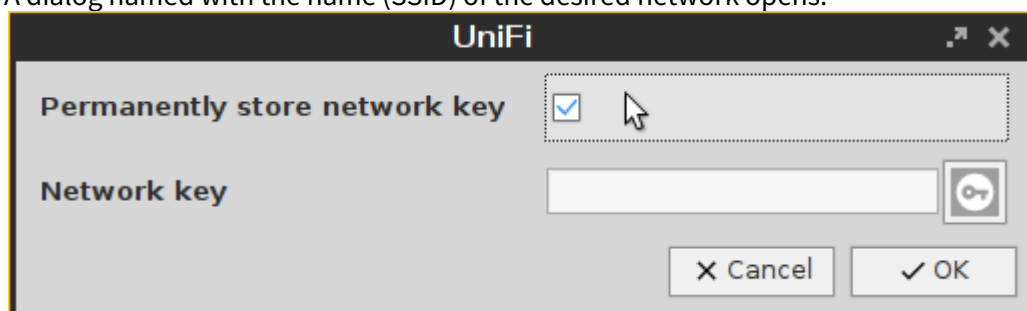 A dialog named with the name (SSID) of the desired network opens:
UniFi
Permanently store network key
Network key
Cancel
OK